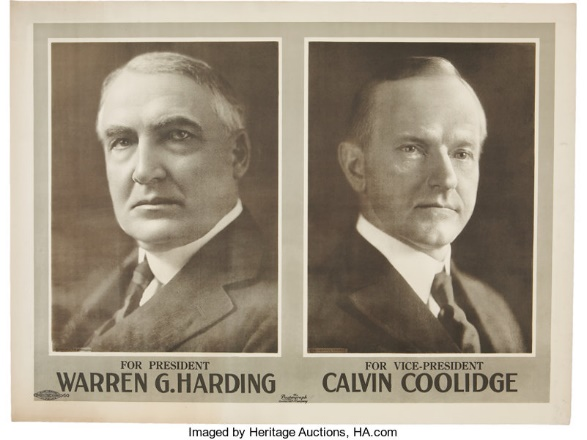 FOR PRESIDENT
WARREN G. HARDING
FOR VICE-PRESIDENT
CALVIN COOLIDGE
Imaged by Heritage Auctions, HA.com